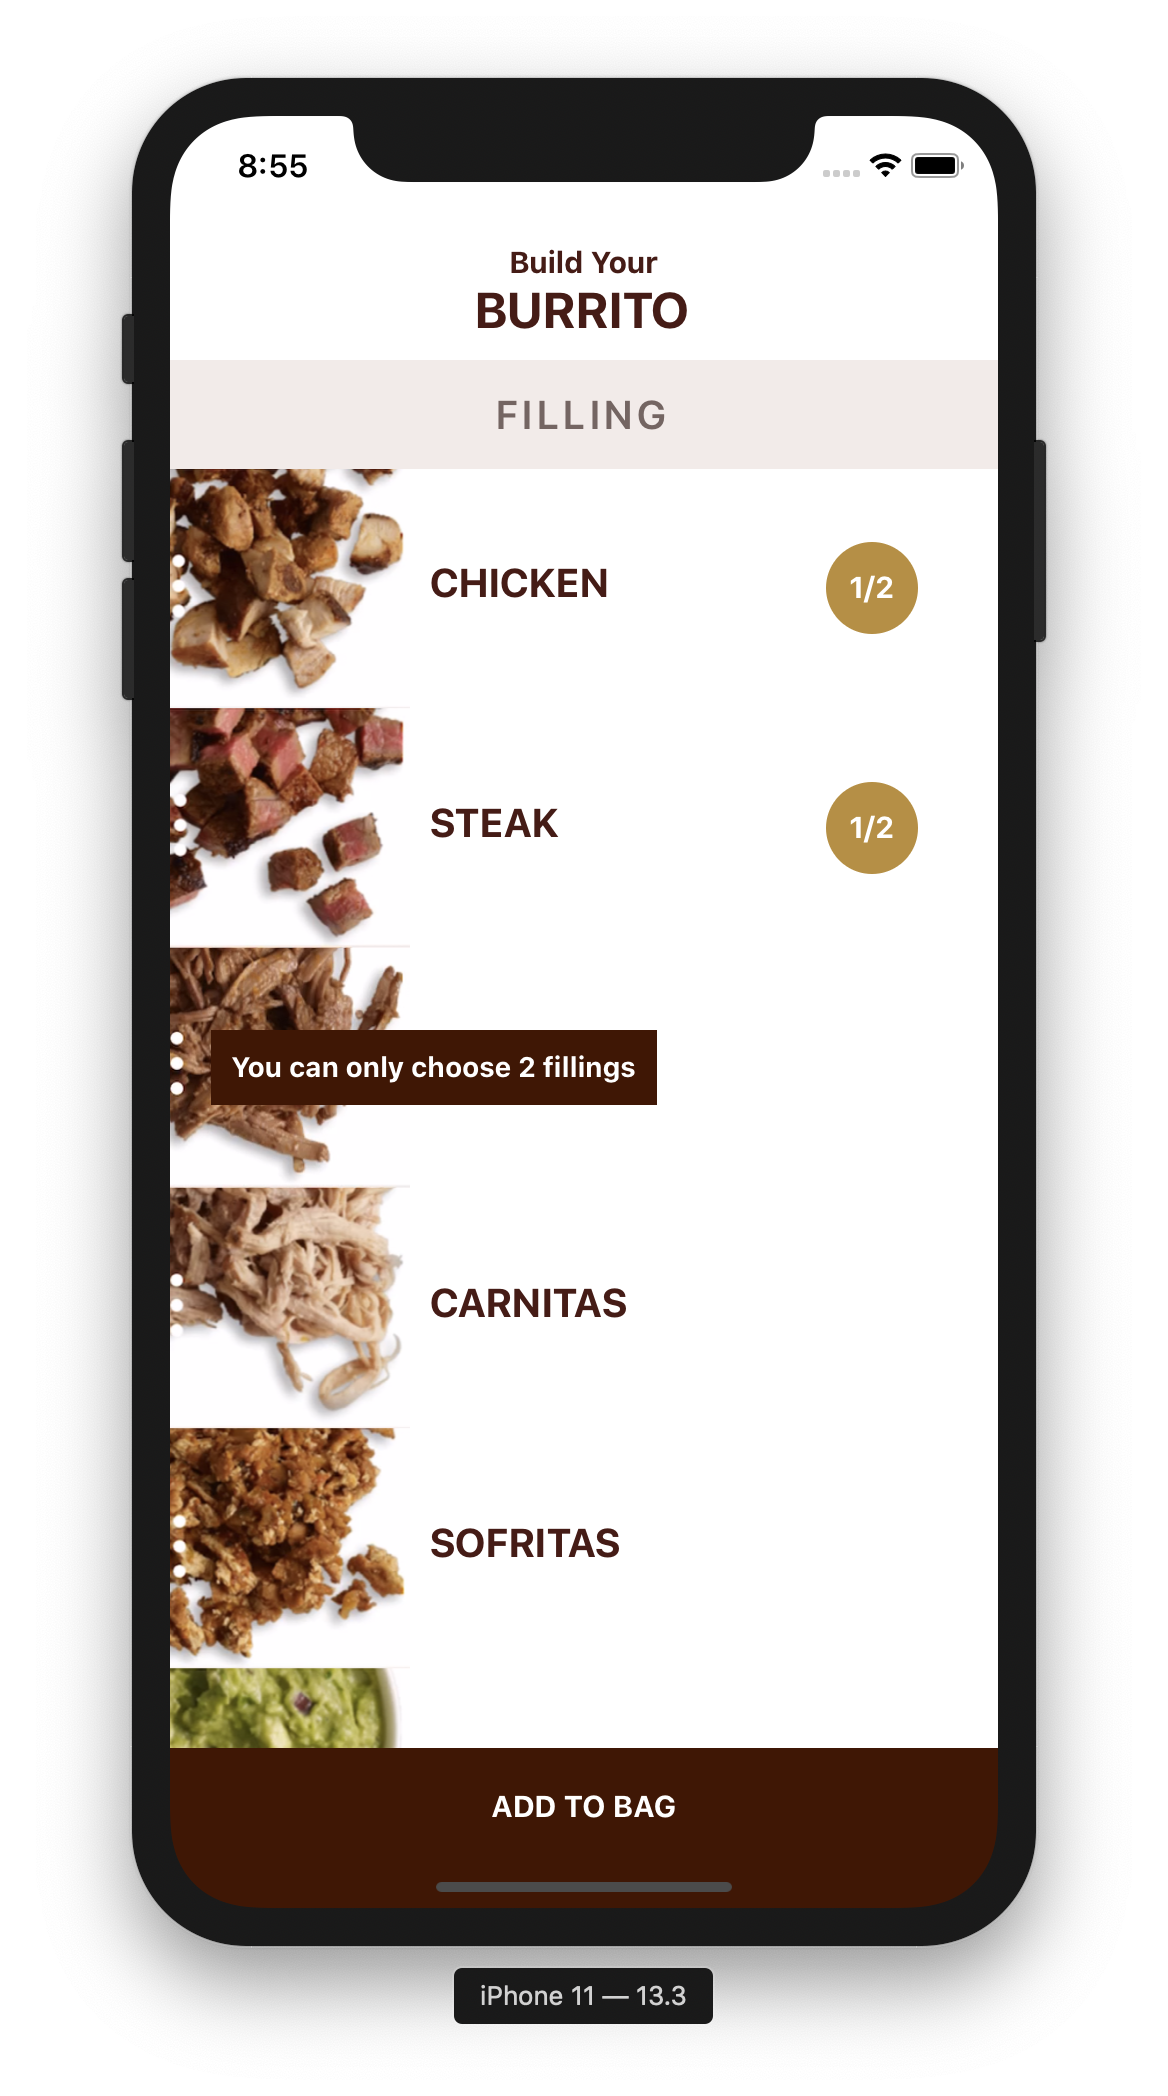 8:55
Build Your
BURRITO
FILLING
CHICKEN
1/2
STEAK
1/2
You can only choose 2 fillings
CARNITAS
SOFRITAS
ADD TO BAG
iPhone 11 — 13.3